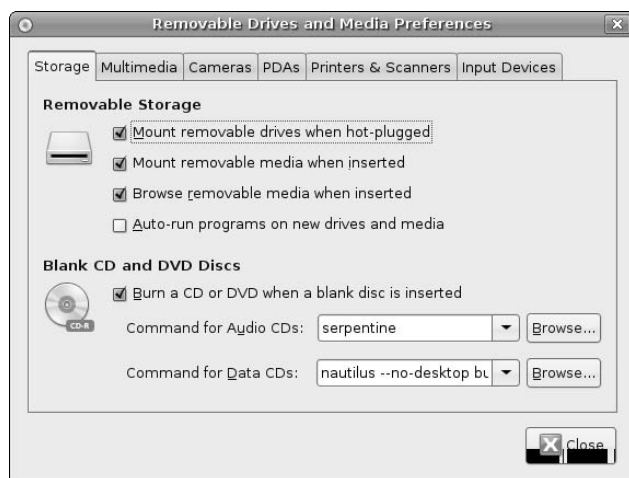 Removable Drives and Media Preferences
Storage Multimedia Cameras PDAs Printers & Scanners Input Devices
Removable Storage
Mount removable drives when hot-plugged
Mount removable media when inserted
Browse removable media when inserted
Auto-run programs on new drives and media
Blank CD and DVD Discs
Burn a CD or DVD when a blank disc is inserted
CD-R
Command for Audio CDs: serpentine Browse...
Command for Data CDs: nautilus --no-desktop bu Browse...
Close